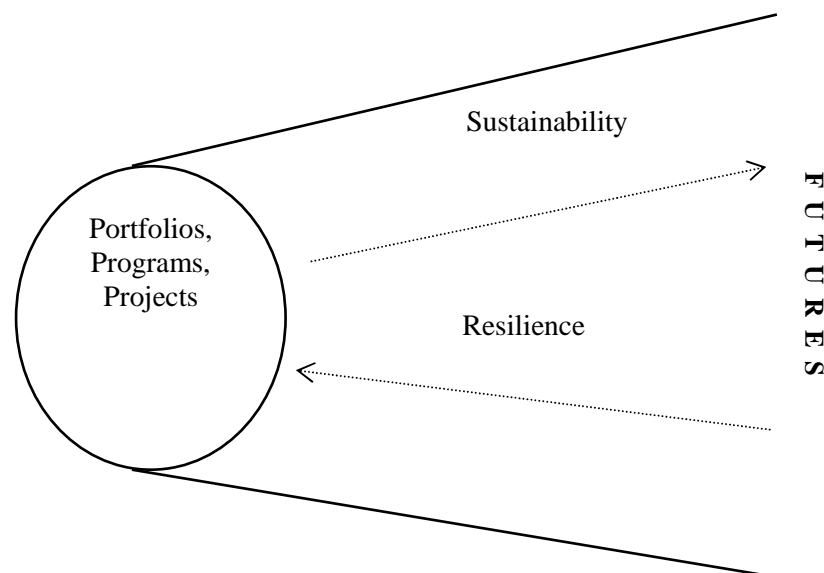 Sustainability
Portfolios,
Programs,
Projects
Resilience
FUTURES